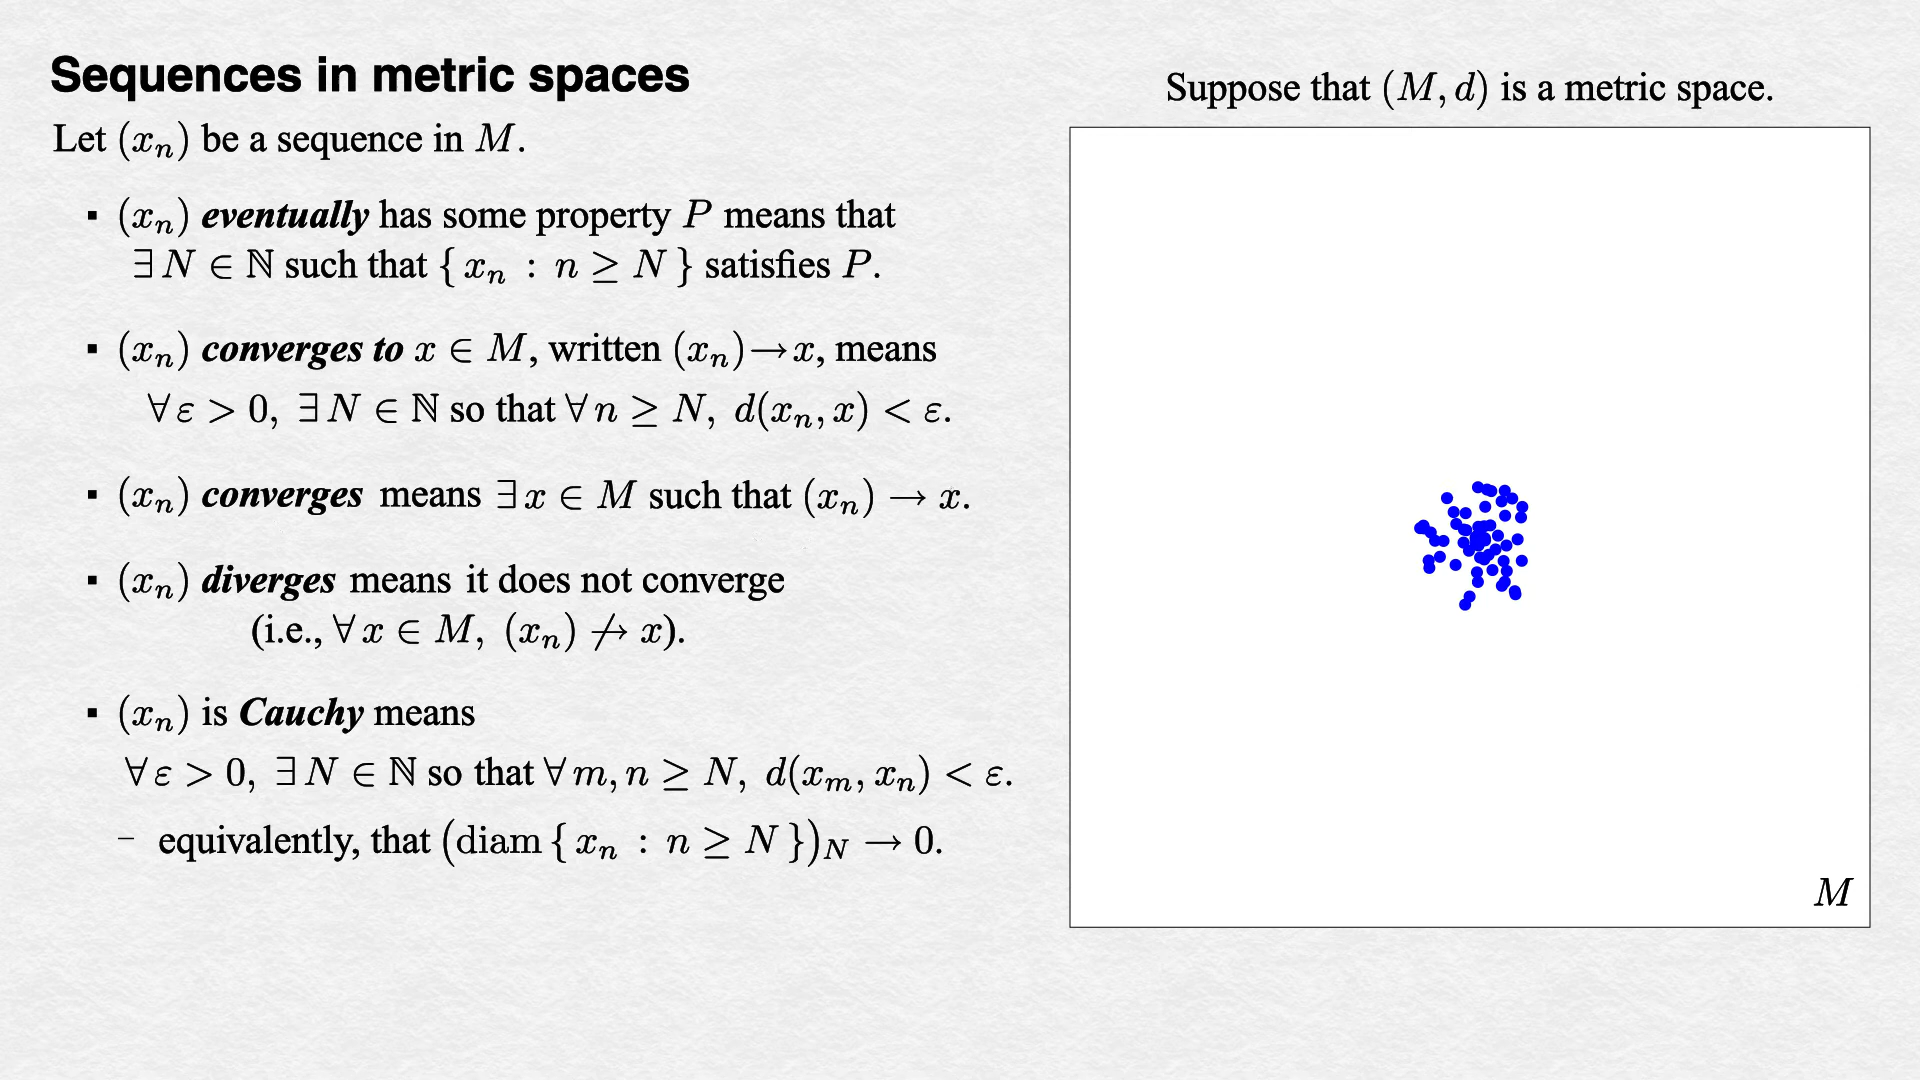 Sequences in metric spaces
Let (xₙ) be a sequence in M.
▪ (xₙ) eventually has some property P means that
∃ N ∈ ℕ such that { xₙ : n ≥ N } satisfies P.
▪ (xₙ) converges to x ∈ M, written (xₙ)→x, means
∀ ε > 0, ∃ N ∈ ℕ so that ∀ n ≥ N, d(xₙ, x) < ε.
▪ (xₙ) converges means ∃ x ∈ M such that (xₙ) → x.
▪ (xₙ) diverges means it does not converge
(i.e., ∀ x ∈ M, (xₙ) ↛ x).
▪ (xₙ) is Cauchy means
∀ ε > 0, ∃ N ∈ ℕ so that ∀ m, n ≥ N, d(xₘ, xₙ) < ε.
– equivalently, that (diam { xₙ : n ≥ N })_N → 0.
Suppose that (M, d) is a metric space.
M